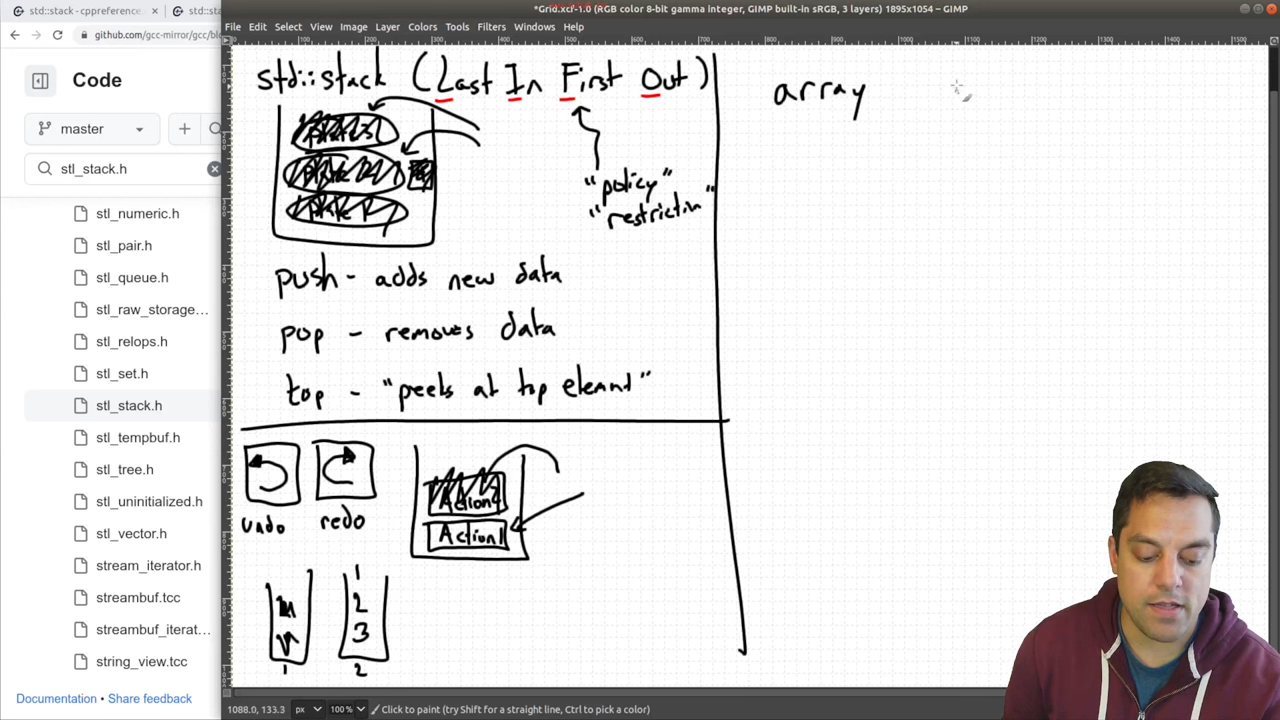 std::stack - cppreference.
std::st
github.com/gcc-mirror/gcc/blo
Code
master
stl_stack.h
stl_numeric.h
stl_pair.h
stl_queue.h
stl_raw_storage...
stl_relops.h
stl_set.h
stl_stack.h
stl_tempbuf.h
stl_tree.h
stl_uninitialized.h
stl_vector.h
stream_iterator.h
streambuf.tcc
streambuf_iterat...
string_view.tcc
Documentation • Share feedback
*Grid.xcf-1.0 (RGB color 8-bit gamma integer, GIMP built-in sRGB, 3 layers) 1895x1054 – GIMP
File Edit Select View Image Layer Colors Tools Filters Windows Help
std::stack (Last In First Out)
"policy"
"restriction"
push - adds new data
pop - removes data
top - "peeks at top element"
undo redo
Action2
Action1
1
2
3
1 2
array
1088.0, 133.3 px 100% Click to paint (try Shift for a straight line, Ctrl to pick a color)